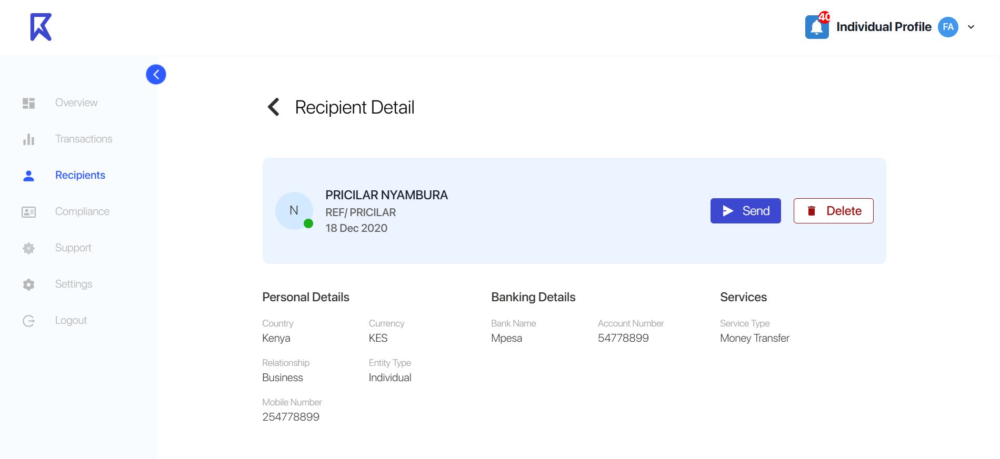 40
Individual Profile
FA
Overview
Transactions
Recipients
Compliance
Support
Settings
Logout
Recipient Detail
N
PRICILAR NYAMBURA
REF/ PRICILAR
18 Dec 2020
Send
Delete
Personal Details
Country
Kenya
Currency
KES
Relationship
Business
Entity Type
Individual
Mobile Number
254778899
Banking Details
Bank Name
Mpesa
Account Number
54778899
Services
Service Type
Money Transfer